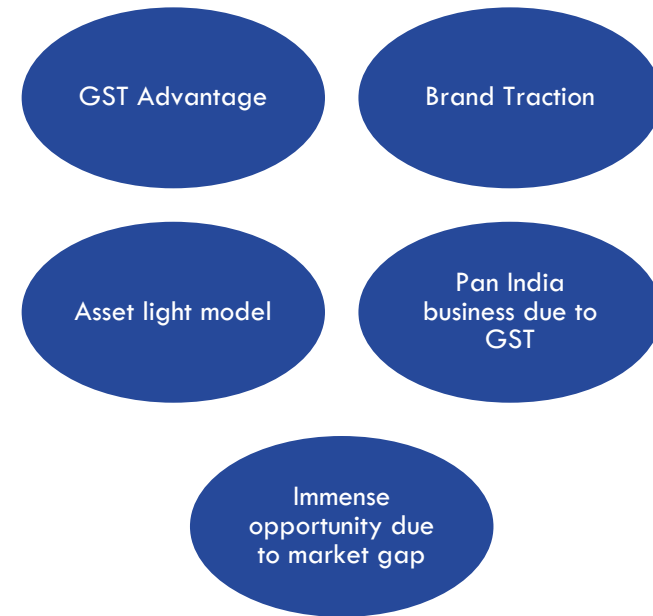 GST Advantage
Brand Traction
Asset light model
Pan India
business due to
GST
Immense
opportunity due
to market gap